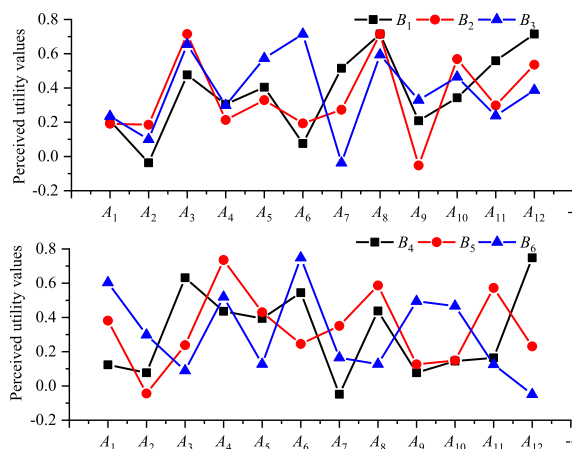 B1 B2 B3
Perceived utility values
0.8
0.6
0.4
0.2
0.0
-0.2
A1 A2 A3 A4 A5 A6 A7 A8 A9 A10 A11 A12 --
B4 B5 B6
Perceived utility values
0.8
0.6
0.4
0.2
0.0
-0.2
A1 A2 A3 A4 A5 A6 A7 A8 A9 A10 A11 A12 --